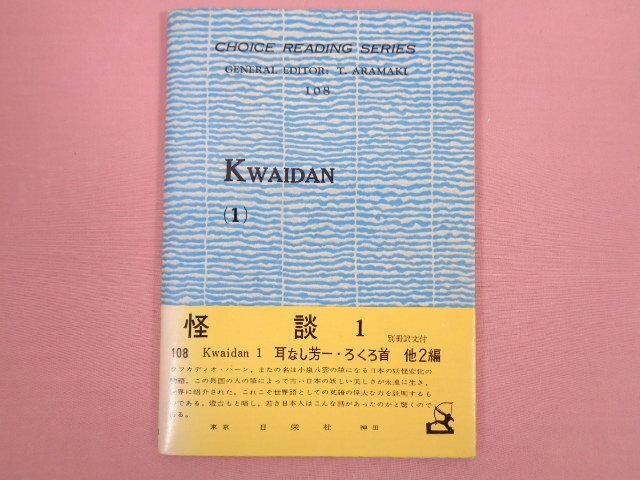 CHOICE READING SERIES
GENERAL EDITOR: T. ARAMAKI
108
KWAIDAN
(1)
怪談 1 別冊訳文付
108 Kwaidan 1 耳なし芳一・ろくろ首 他2編
ラフカディオ・ハーン、またの名は小泉八雲の筆になる日本の妖怪変化の
物語。この異国の人の筆によって古い日本の妖しい美しさが永遠に生き、
世界に紹介された。これこそ世界語としての英語の偉大な力を証明するも
のである。燈台もと暗し、若き日本人はこんな話があったのかと驚くので
ある。
東京 日栄社 神田